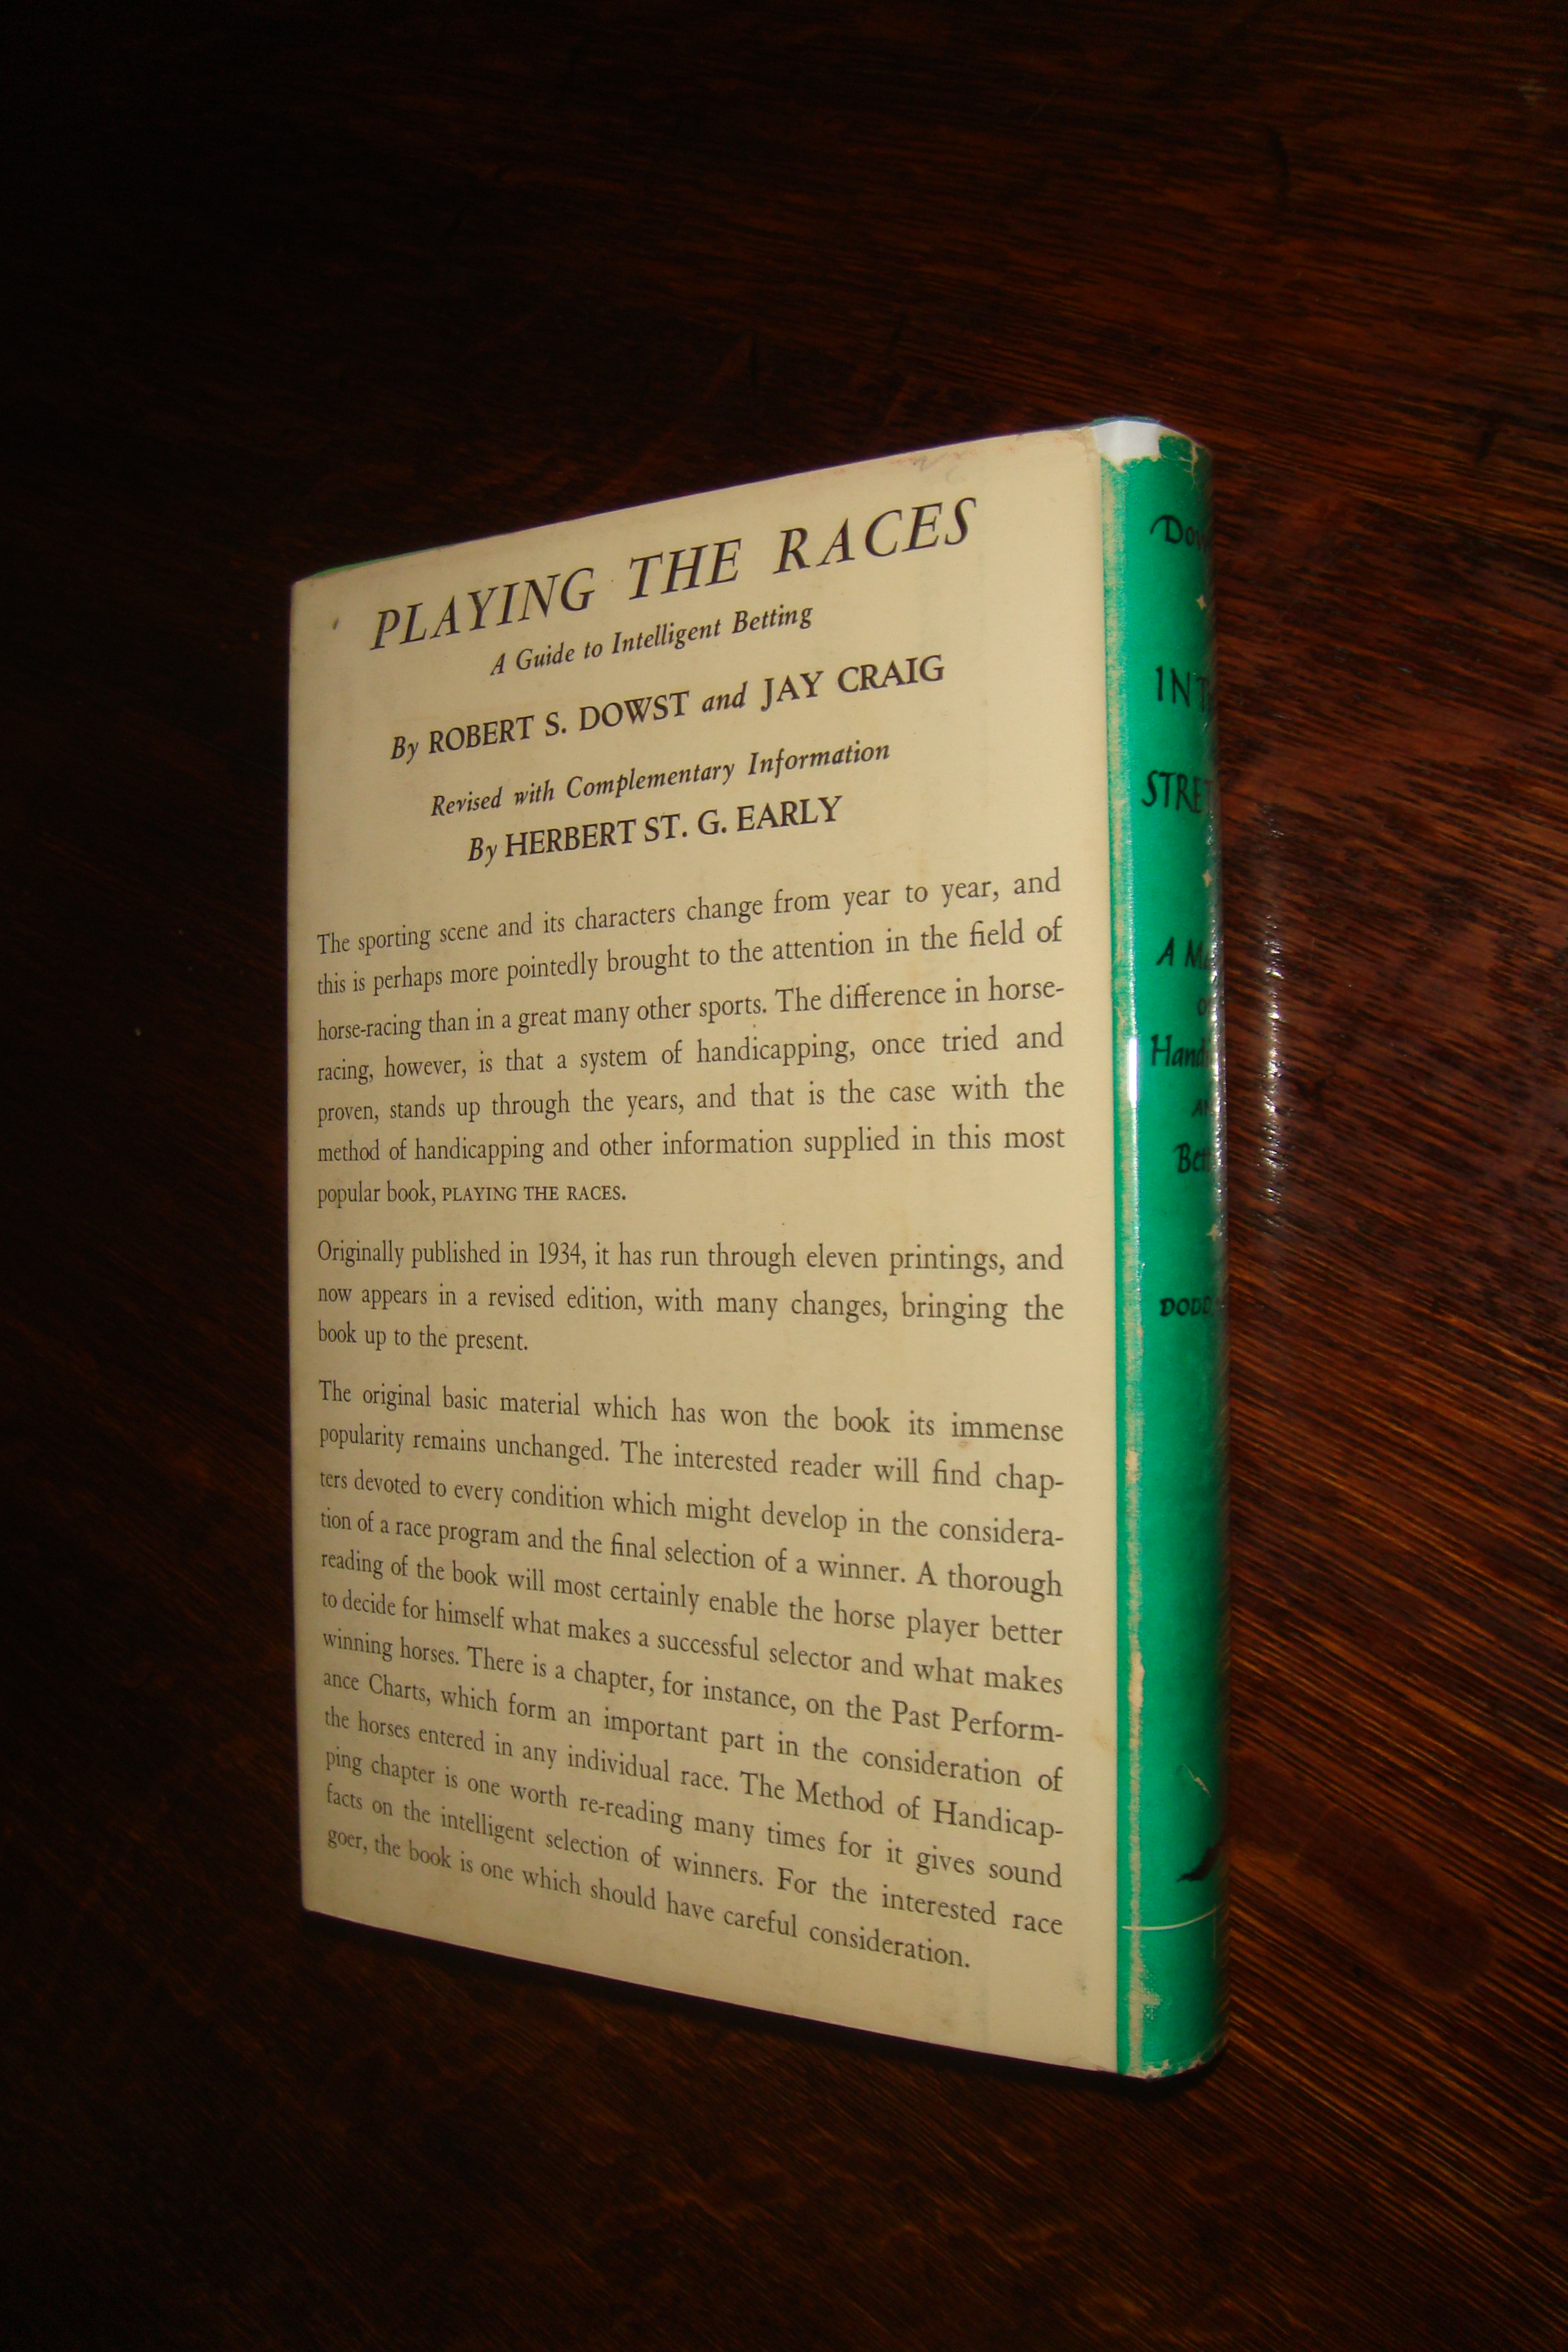 PLAYING THE RACES
A Guide to Intelligent Betting
By ROBERT S. DOWST and JAY CRAIG
Revised with Complementary Information
By HERBERT ST. G. EARLY
The sporting scene and its characters change from year to year, and
this is perhaps more pointedly brought to the attention in the field of
horse-racing than in a great many other sports. The difference in horse-
racing, however, is that a system of handicapping, once tried and
proven, stands up through the years, and that is the case with the
method of handicapping and other information supplied in this most
popular book, PLAYING THE RACES.
Originally published in 1934, it has run through eleven printings, and
now appears in a revised edition, with many changes, bringing the
book up to the present.
The original basic material which has won the book its immense
popularity remains unchanged. The interested reader will find chap-
ters devoted to every condition which might develop in the considera-
tion of a race program and the final selection of a winner. A thorough
reading of the book will most certainly enable the horse player better
to decide for himself what makes a successful selector and what makes
winning horses. There is a chapter, for instance, on the Past Perform-
ance Charts, which form an important part in the consideration of
the horses entered in any individual race. The Method of Handicap-
ping chapter is one worth re-reading many times for it gives sound
facts on the intelligent selection of winners. For the interested race
goer, the book is one which should have careful consideration.
A